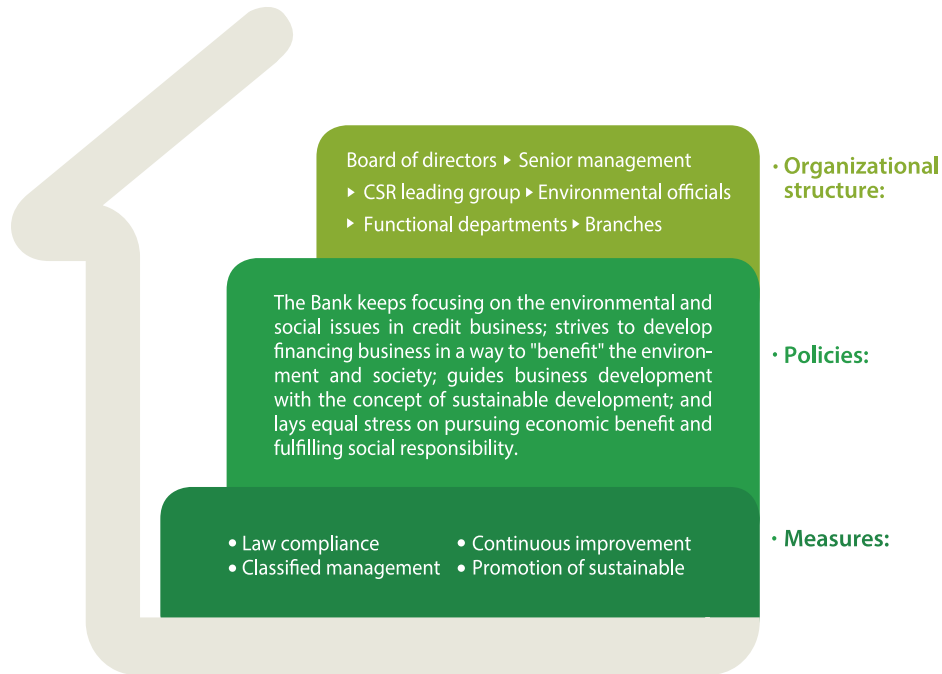 Board of directors ▸ Senior management
▸ CSR leading group ▸ Environmental officials
▸ Functional departments ▸ Branches
· Organizational
structure:
The Bank keeps focusing on the environmental and
social issues in credit business; strives to develop
financing business in a way to "benefit" the environ-
ment and society; guides business development
with the concept of sustainable development; and
lays equal stress on pursuing economic benefit and
fulfilling social responsibility.
· Policies:
• Law compliance
• Continuous improvement
• Classified management
• Promotion of sustainable
· Measures: